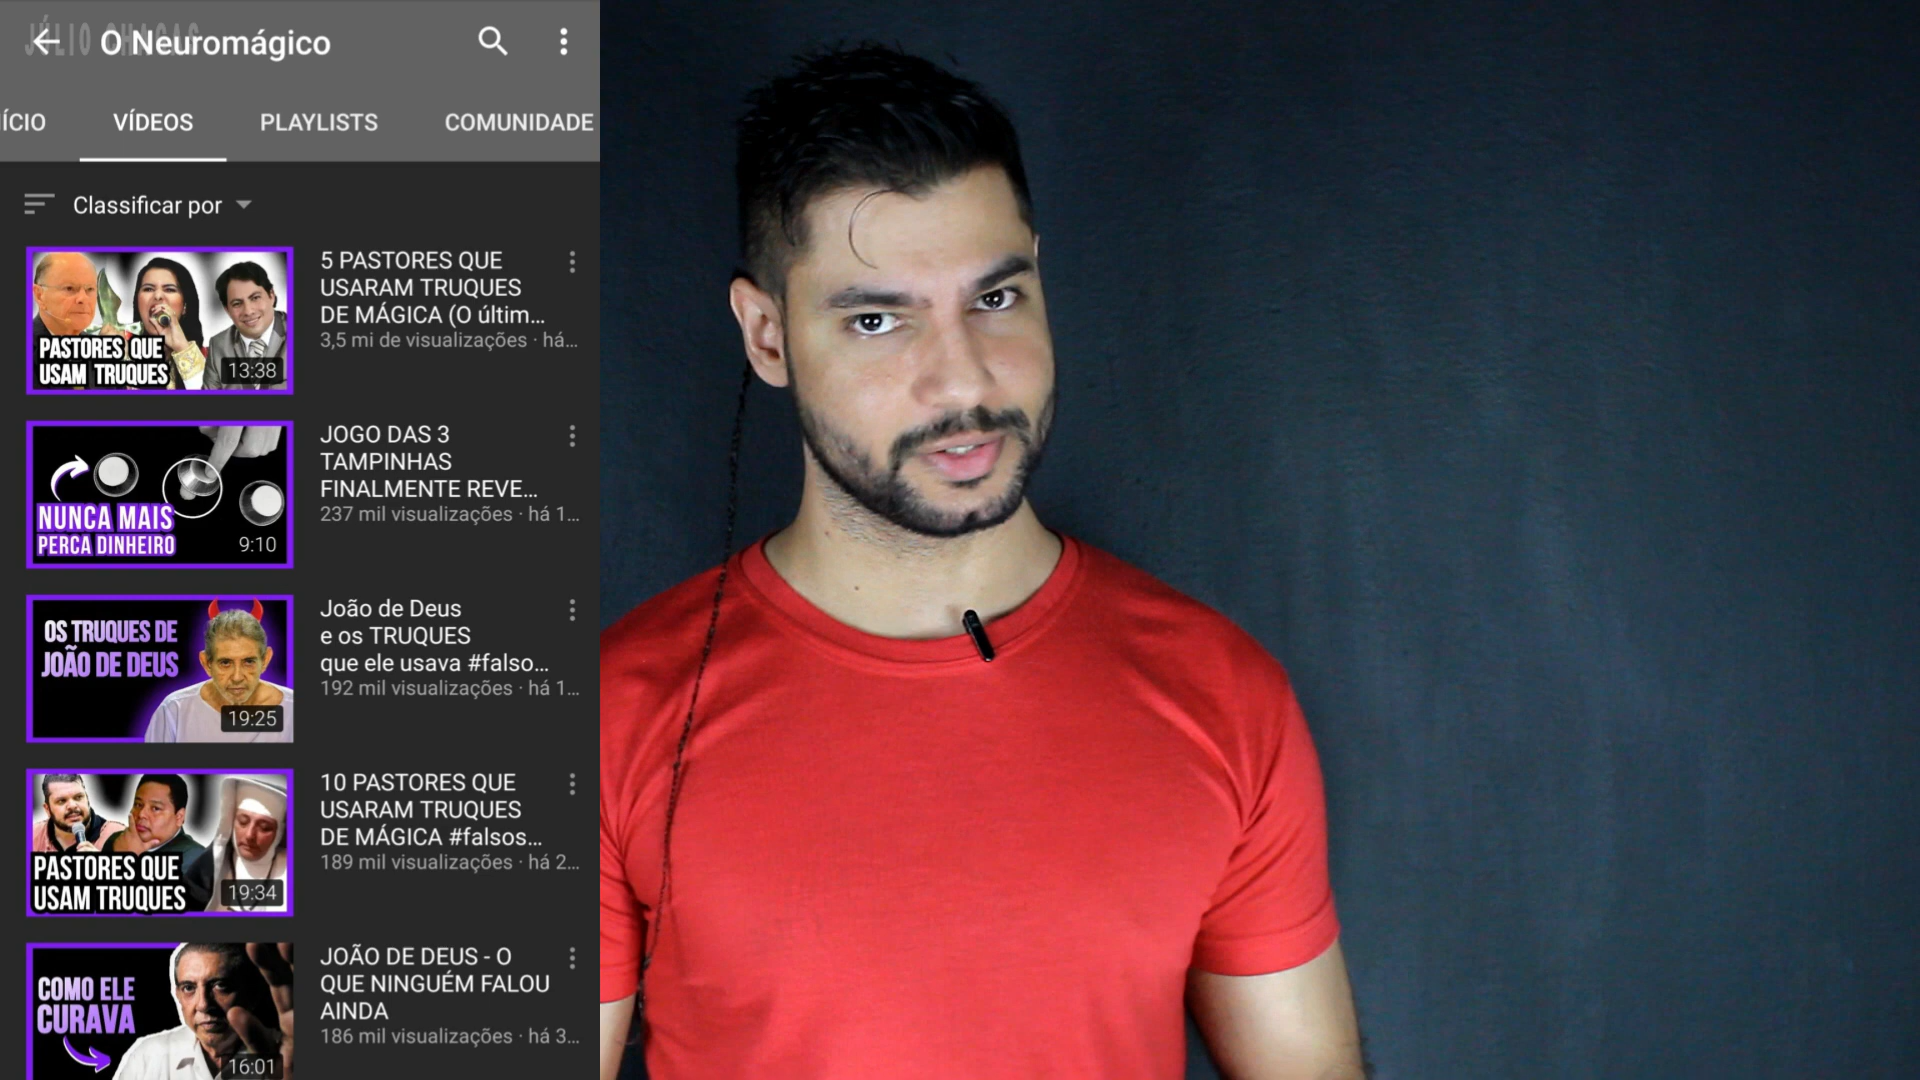 JÚLIO CHAGAS
O Neuromágico
ÍCIO
VÍDEOS
PLAYLISTS
COMUNIDADE
Classificar por
PASTORES QUE
USAM TRUQUES
13:38
5 PASTORES QUE
USARAM TRUQUES
DE MÁGICA (O últim...
3,5 mi de visualizações · há...
NUNCA MAIS
PERCA DINHEIRO
9:10
JOGO DAS 3
TAMPINHAS
FINALMENTE REVE...
237 mil visualizações · há 1...
OS TRUQUES DE
JOÃO DE DEUS
19:25
João de Deus
e os TRUQUES
que ele usava #falso...
192 mil visualizações · há 1...
PASTORES QUE
USAM TRUQUES
19:34
10 PASTORES QUE
USARAM TRUQUES
DE MÁGICA #falsos...
189 mil visualizações · há 2...
COMO ELE
CURAVA
16:01
JOÃO DE DEUS - O
QUE NINGUÉM FALOU
AINDA
186 mil visualizações · há 3...